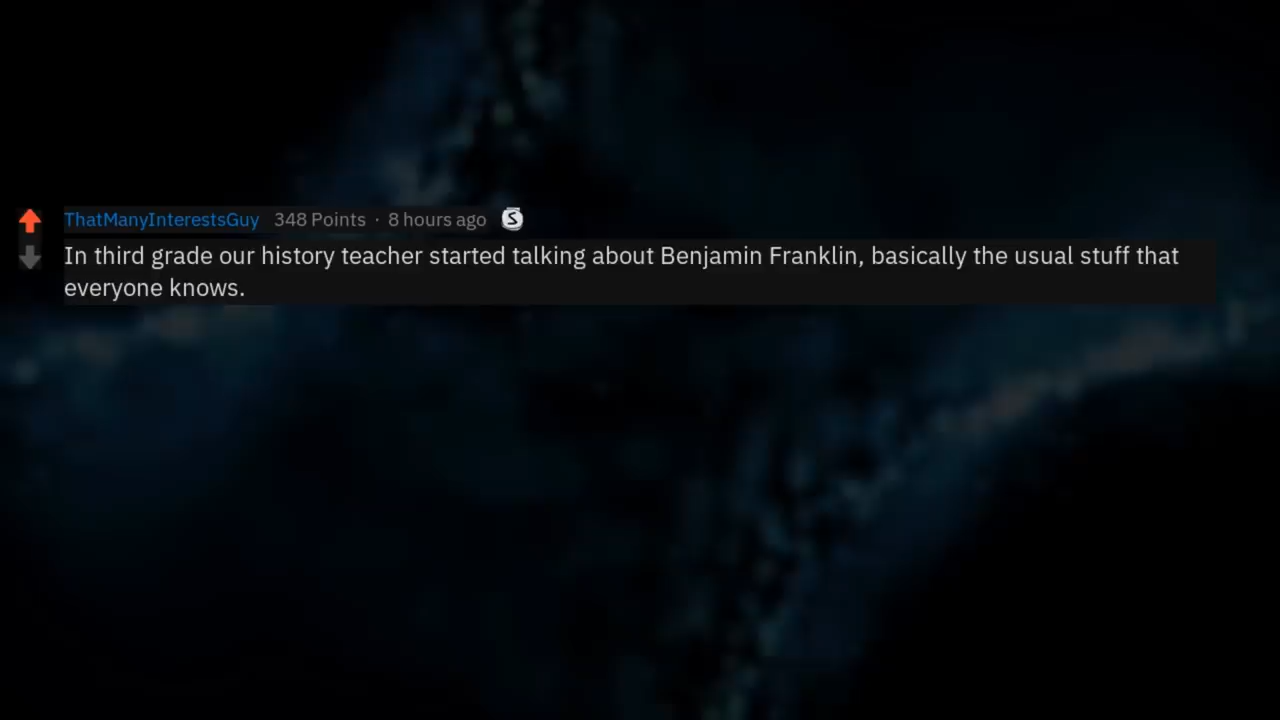 ThatManyInterestsGuy 348 Points · 8 hours ago S
In third grade our history teacher started talking about Benjamin Franklin, basically the usual stuff that
everyone knows.